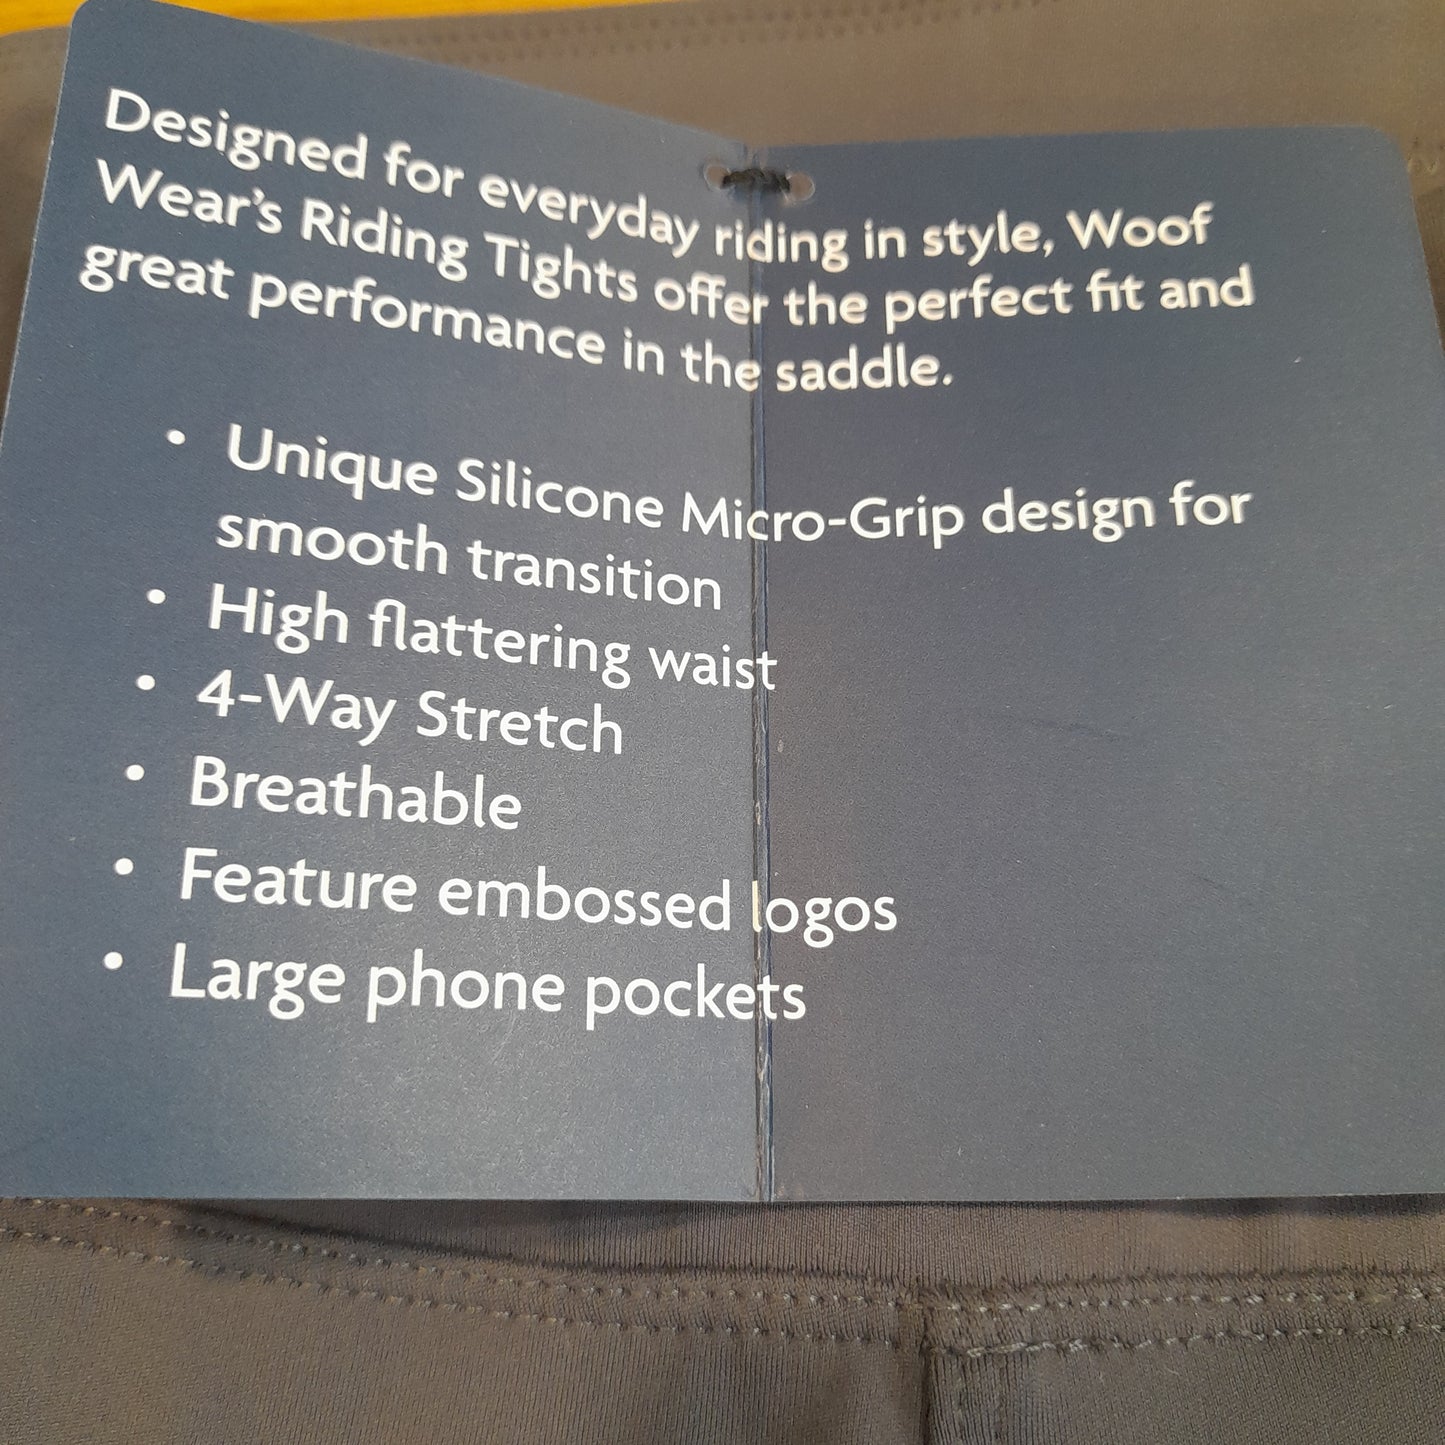 Designed for everyday riding in style, Woof
Wear's Riding Tights offer the perfect fit and
great performance in the saddle.
• Unique Silicone Micro-Grip design for
smooth transition
• High flattering waist
• 4-Way Stretch
• Breathable
• Feature embossed logos
• Large phone pockets